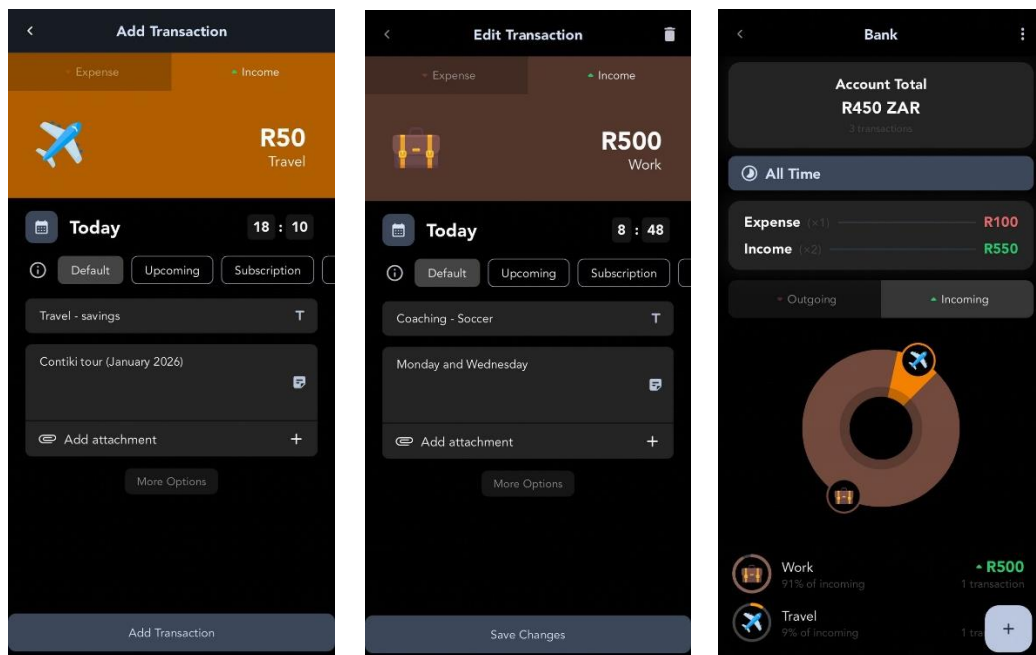 Add Transaction
Expense
Income
R50
Travel
Today
18 : 10
Default
Upcoming
Subscription
Travel - savings
T
Contiki tour (January 2026)
Add attachment
+
More Options
Add Transaction
Edit Transaction
Expense
Income
R500
Work
Today
8 : 48
Default
Upcoming
Subscription
Coaching - Soccer
T
Monday and Wednesday
Add attachment
+
More Options
Save Changes
Bank
Account Total
R450 ZAR
3 transactions
All Time
Expense (×1) R100
Income (×2) R550
Outgoing
Incoming
Work R500
91% of incoming 1 transaction
Travel
9% of incoming 1 tra
+